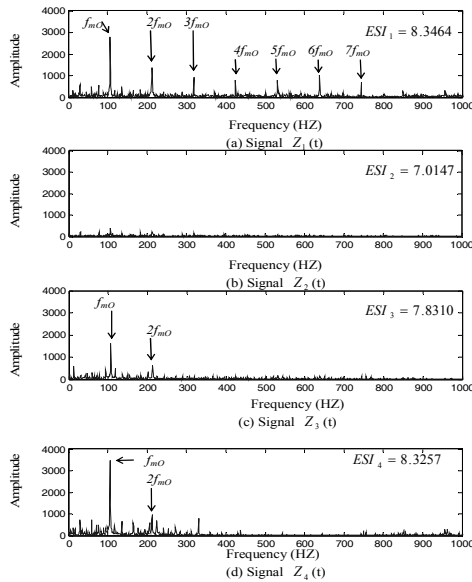 f_mO 2f_mO 3f_mO 4f_mO 5f_mO 6f_mO 7f_mO
ESI_1 = 8.3464
Amplitude
4000
3000
2000
1000
0
0 100 200 300 400 500 600 700 800 900 1000
Frequency (HZ)
(a) Signal Z_1(t)
ESI_2 = 7.0147
Amplitude
4000
3000
2000
1000
0
0 100 200 300 400 500 600 700 800 900 1000
Frequency (HZ)
(b) Signal Z_2(t)
f_mO
2f_mO
ESI_3 = 7.8310
Amplitude
4000
3000
2000
1000
0
0 100 200 300 400 500 600 700 800 900 1000
Frequency (HZ)
(c) Signal Z_3(t)
f_mO
2f_mO
ESI_4 = 8.3257
Amplitude
4000
3000
2000
1000
0
0 100 200 300 400 500 600 700 800 900 1000
Frequency (HZ)
(d) Signal Z_4(t)